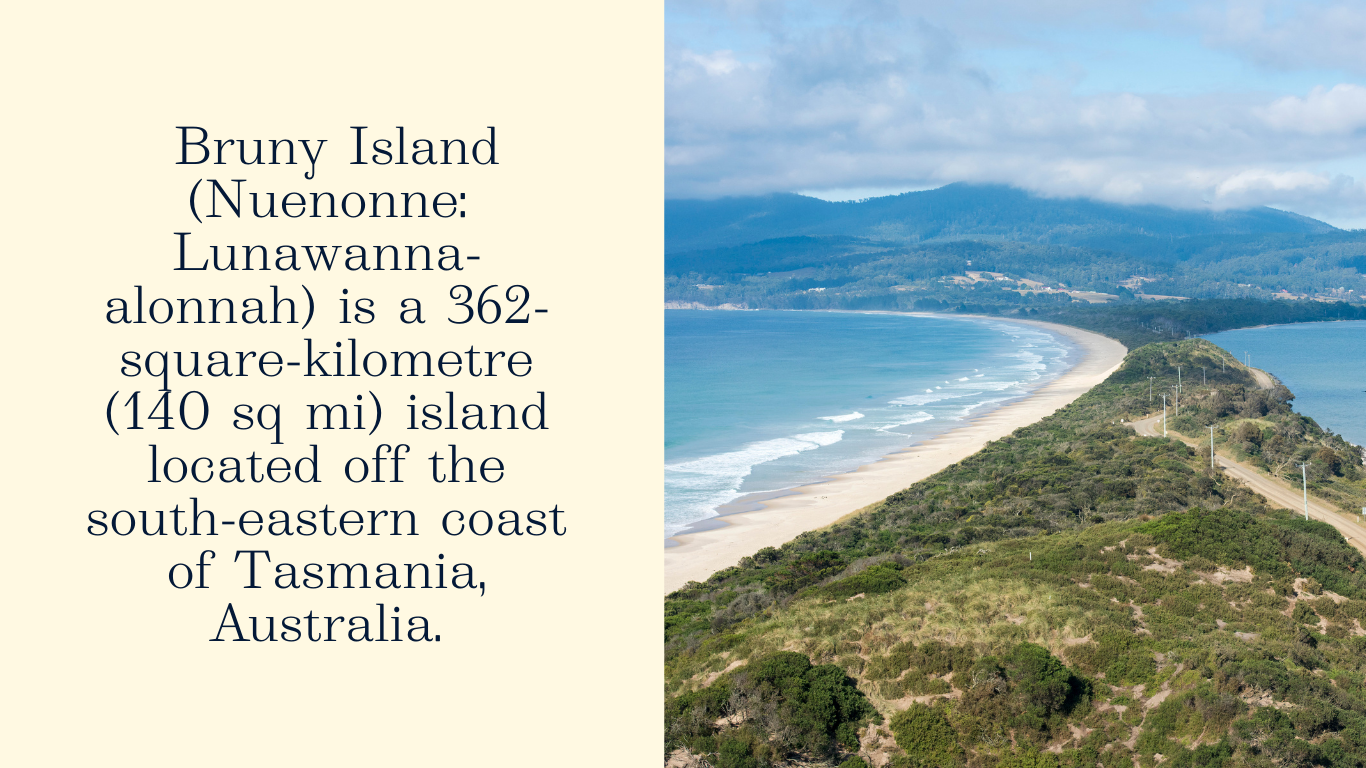 Bruny Island
(Nuenonne:
Lunawanna-
alonnah) is a 362-
square-kilometre
(140 sq mi) island
located off the
south-eastern coast
of Tasmania,
Australia.